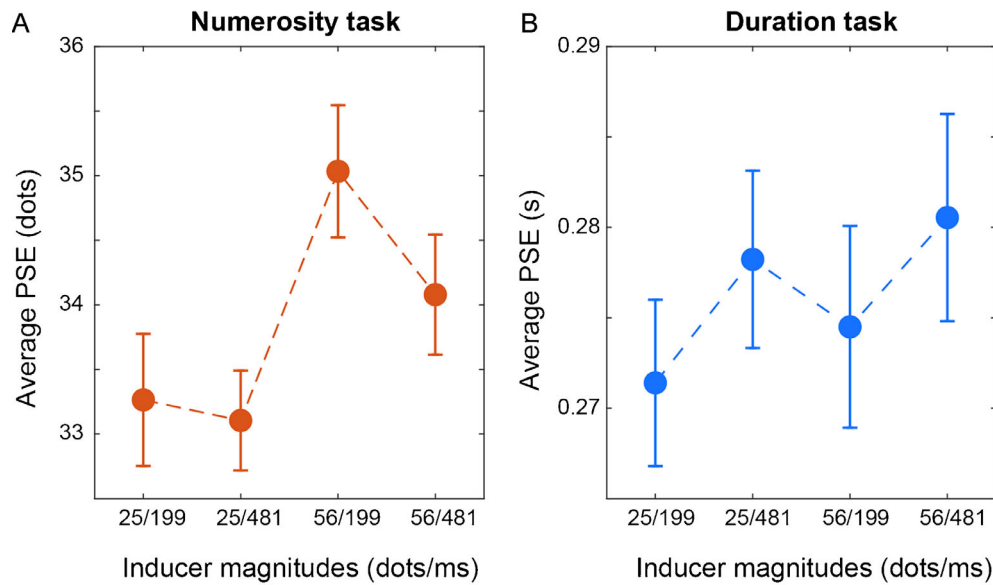 A
Numerosity task
36
35
34
33
Average PSE (dots)
25/199 25/481 56/199 56/481
Inducer magnitudes (dots/ms)
B
Duration task
0.29
0.28
0.27
Average PSE (s)
25/199 25/481 56/199 56/481
Inducer magnitudes (dots/ms)